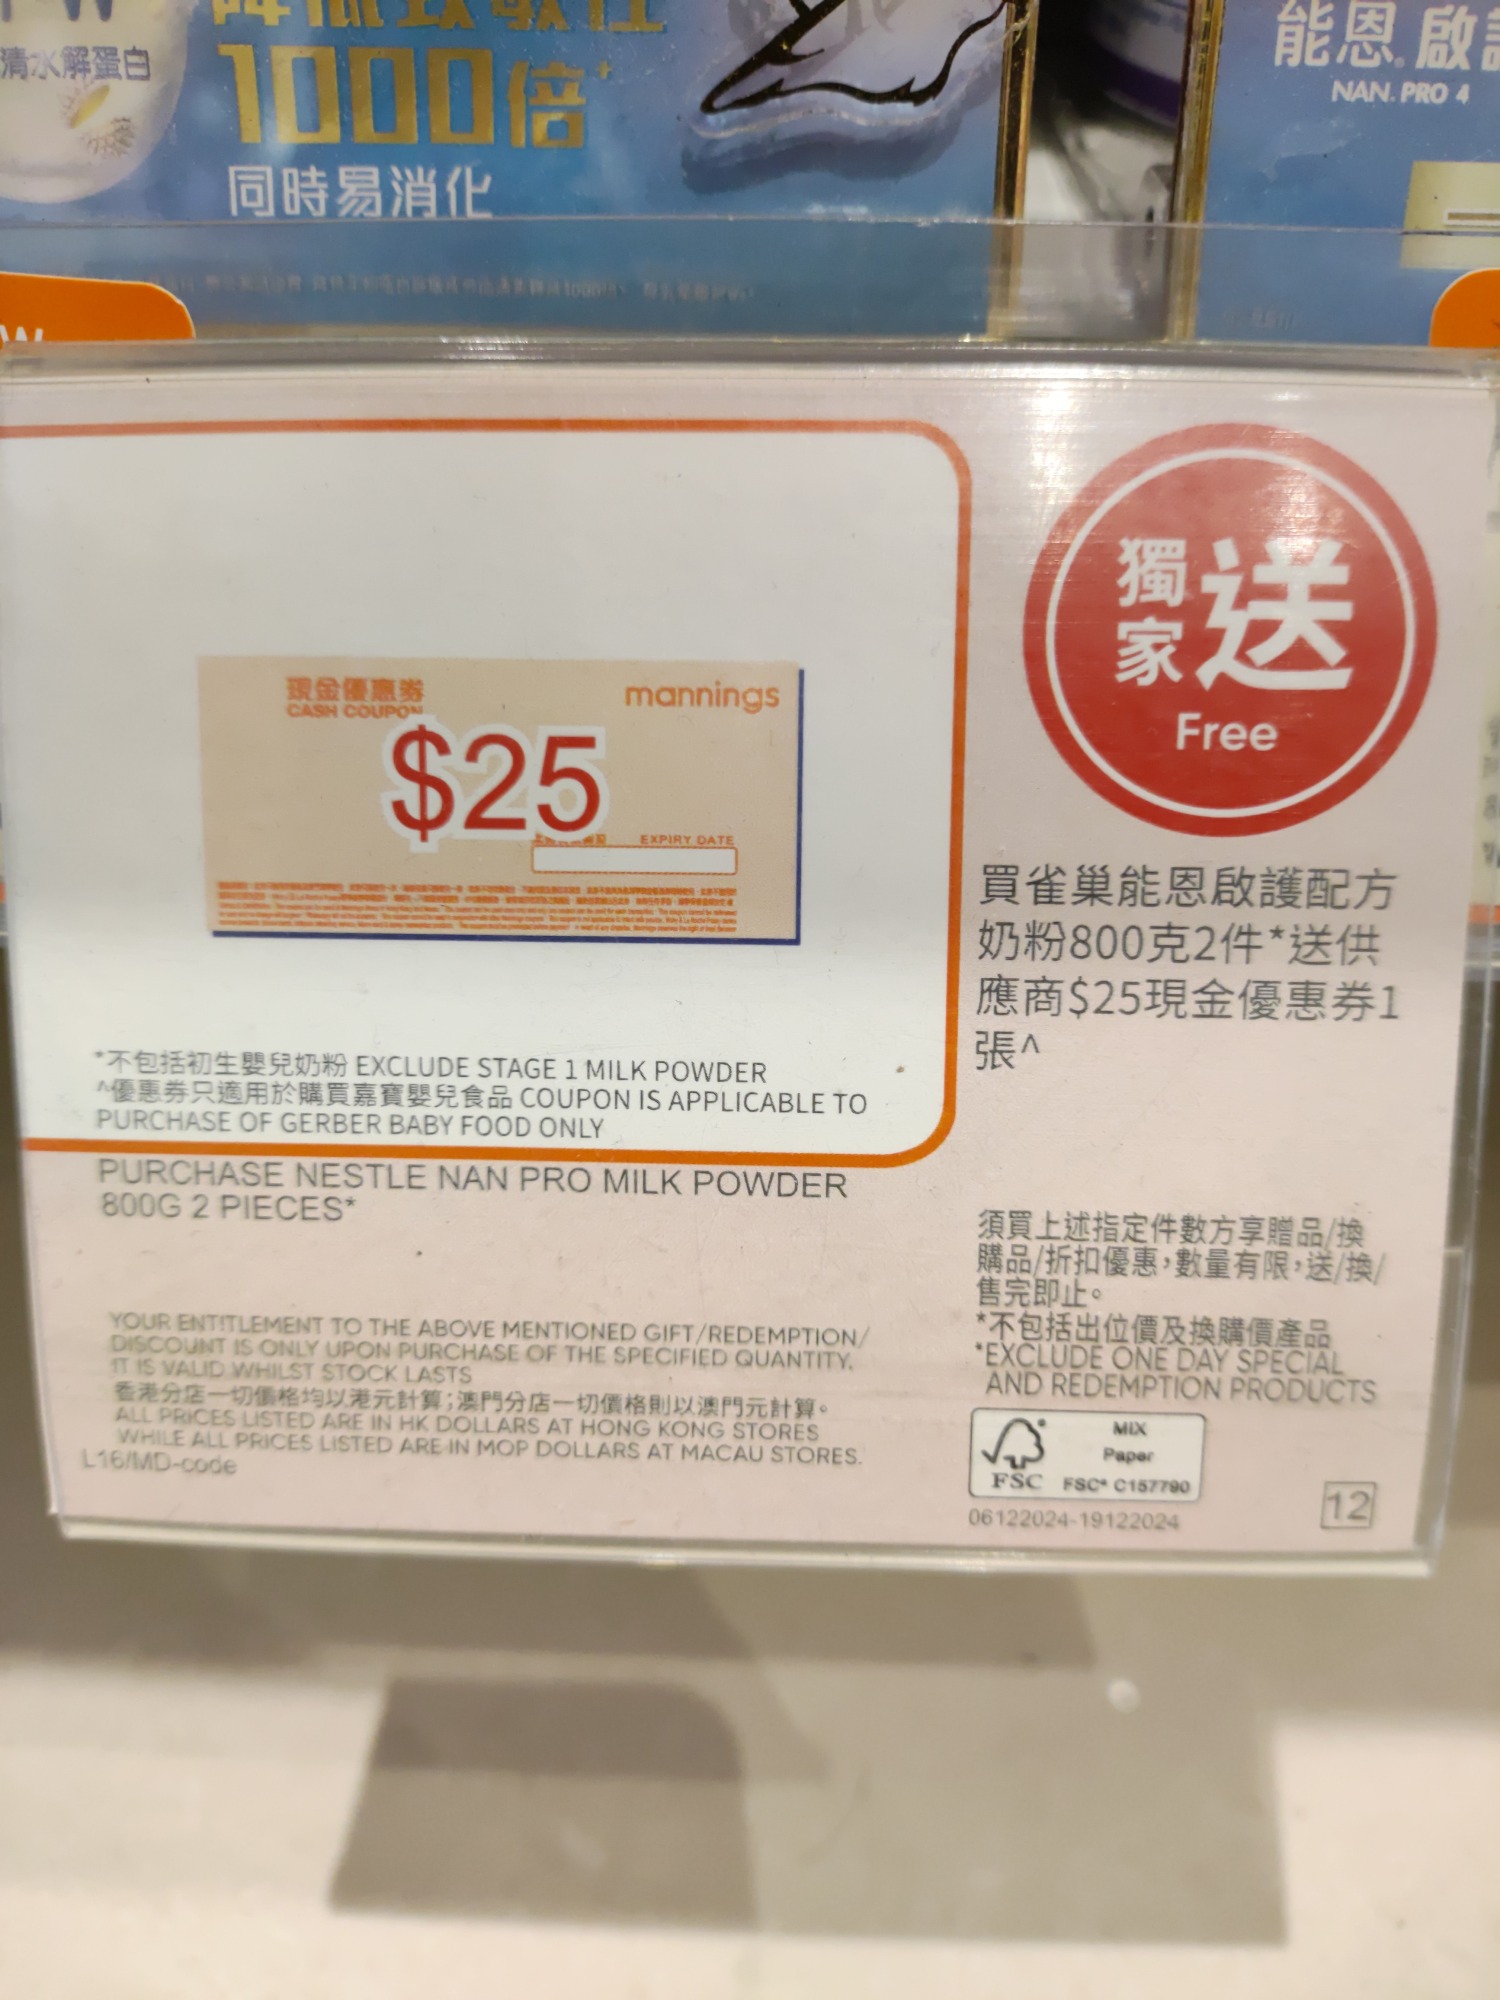 清水解蛋白
1000倍+
同時易消化
能恩 啟
NAN. PRO 4
現金優惠券
CASH COUPON
mannings
$25
EXPIRY DATE
獨家送
Free
買雀巢能恩啟護配方
奶粉800克2件*送供
應商$25現金優惠券1
張^
*不包括初生嬰兒奶粉 EXCLUDE STAGE 1 MILK POWDER
^優惠券只適用於購買嘉寶嬰兒食品 COUPON IS APPLICABLE TO
PURCHASE OF GERBER BABY FOOD ONLY
PURCHASE NESTLE NAN PRO MILK POWDER
800G 2 PIECES*
YOUR ENTITLEMENT TO THE ABOVE MENTIONED GIFT/REDEMPTION/
DISCOUNT IS ONLY UPON PURCHASE OF THE SPECIFIED QUANTITY.
IT IS VALID WHILST STOCK LASTS
香港分店一切價格均以港元計算;澳門分店一切價格則以澳門元計算。
ALL PRICES LISTED ARE IN HK DOLLARS AT HONG KONG STORES
WHILE ALL PRICES LISTED ARE IN MOP DOLLARS AT MACAU STORES.
L16/MD-code
須買上述指定件數方享贈品/換
購品/折扣優惠,數量有限,送/換/
售完即止。
*不包括出位價及換購價產品
*EXCLUDE ONE DAY SPECIAL
AND REDEMPTION PRODUCTS
FSC
MIX
Paper
FSC® C157790
06122024-19122024
12